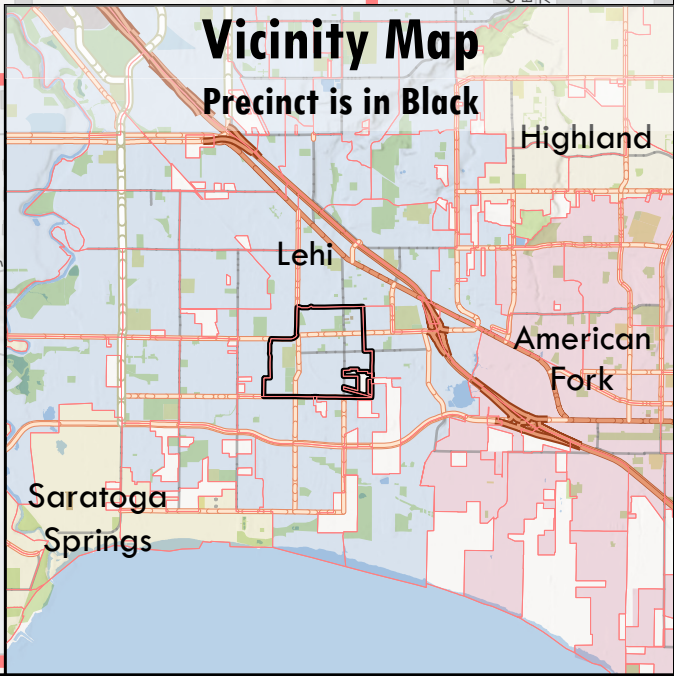 Vicinity Map
Precinct is in Black
Highland
Lehi
American
Fork
Saratoga
Springs